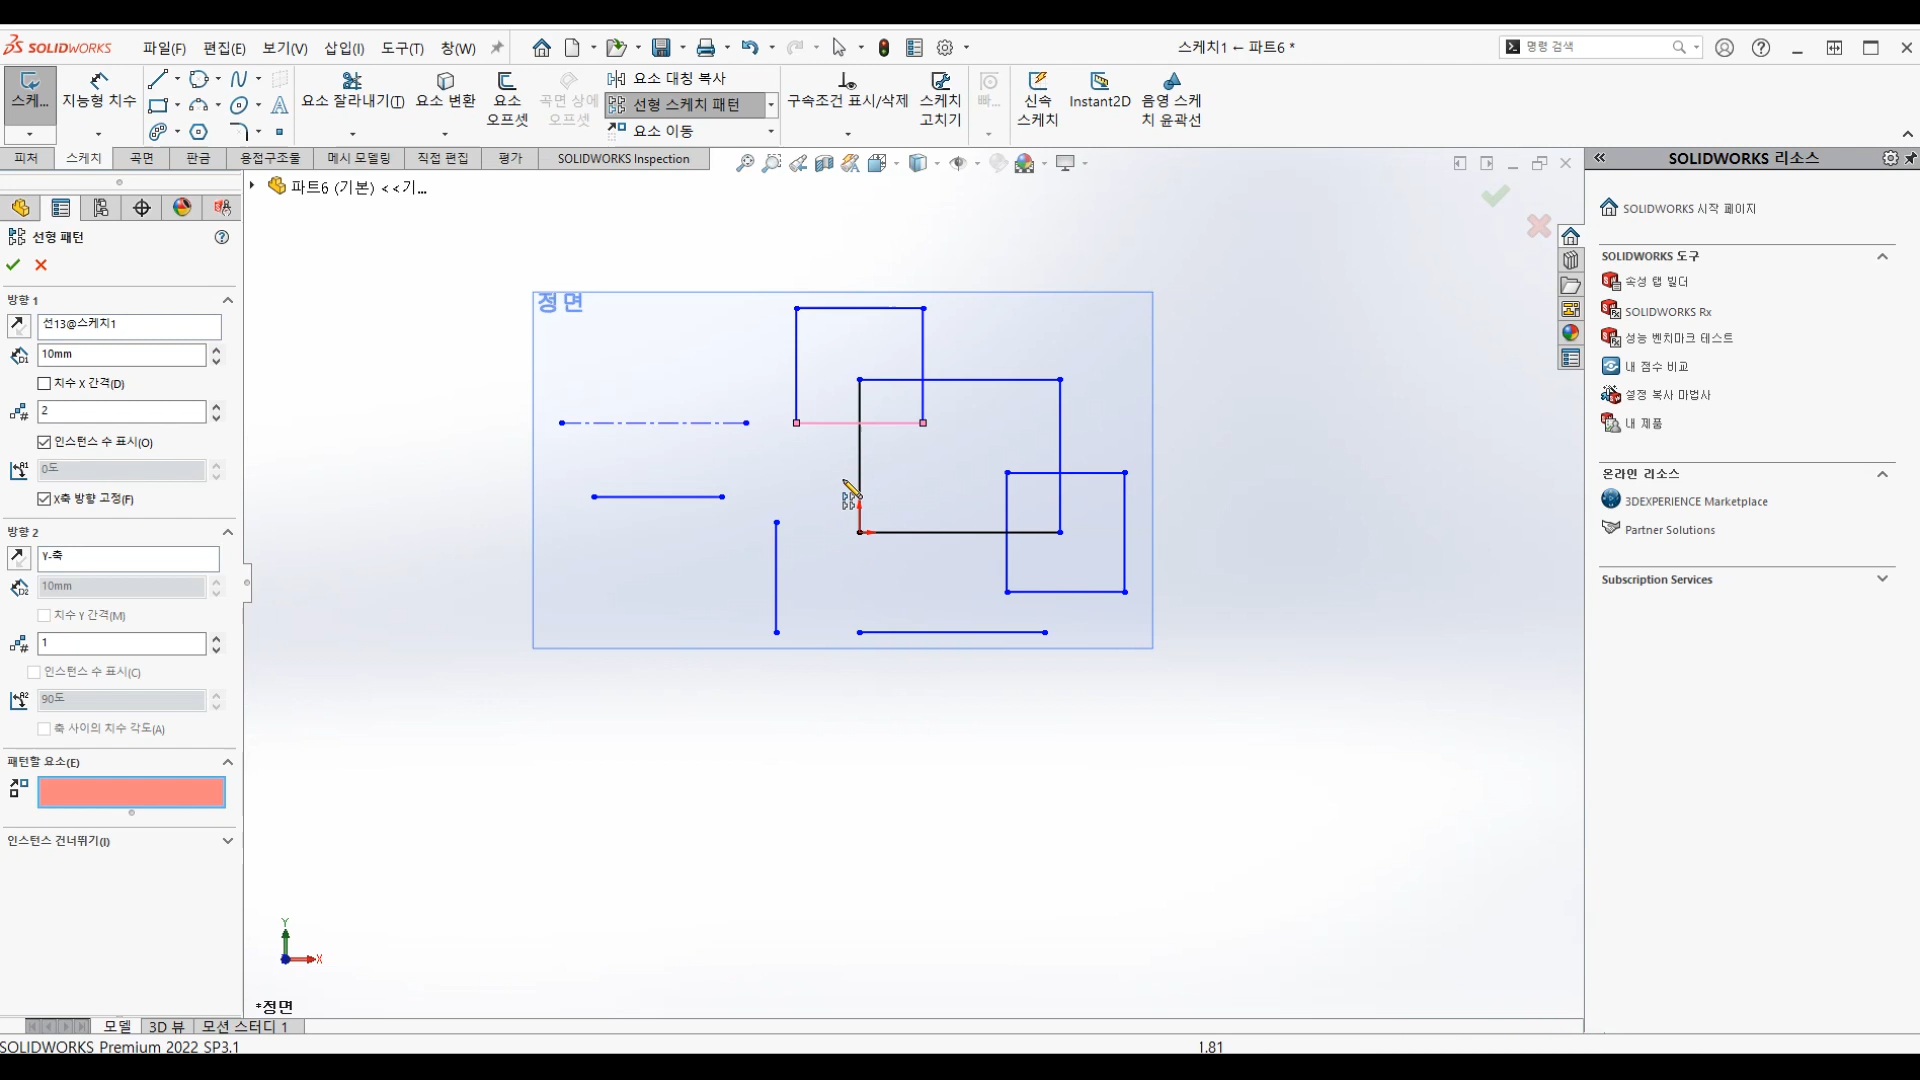 SOLIDWORKS 파일(F) 편집(E) 보기(V) 삽입(I) 도구(T) 창(W) 스케치1 ← 파트6 * 명령 검색
스케... 지능형 치수 요소 잘라내기(T) 요소 변환 요소 오프셋 곡면 상에 오프셋 요소 대칭 복사 선형 스케치 패턴 요소 이동 구속조건 표시/삭제 스케치 고치기 빠... 신속 스케치 Instant2D 음영 스케치 윤곽선
피처 스케치 곡면 판금 용접구조물 메시 모델링 직접 편집 평가 SOLIDWORKS Inspection
파트6 (기본) <<기...
선형 패턴
방향 1
선13@스케치1
D1 10mm
치수 X 간격(D)
# 2
인스턴스 수 표시(O)
A1 0도
X축 방향 고정(F)
방향 2
Y-축
D2 10mm
치수 Y 간격(M)
# 1
인스턴스 수 표시(C)
A2 90도
축 사이의 치수 각도(A)
패턴할 요소(E)
인스턴스 건너뛰기(I)
정면
Y
X
*정면
SOLIDWORKS 리소스
SOLIDWORKS 시작 페이지
SOLIDWORKS 도구
속성 탭 빌더
SOLIDWORKS Rx
성능 벤치마크 테스트
내 점수 비교
설정 복사 마법사
내 제품
온라인 리소스
3DEXPERIENCE Marketplace
Partner Solutions
Subscription Services
모델 3D 뷰 모션 스터디 1
SOLIDWORKS Premium 2022 SP3.1 1.81